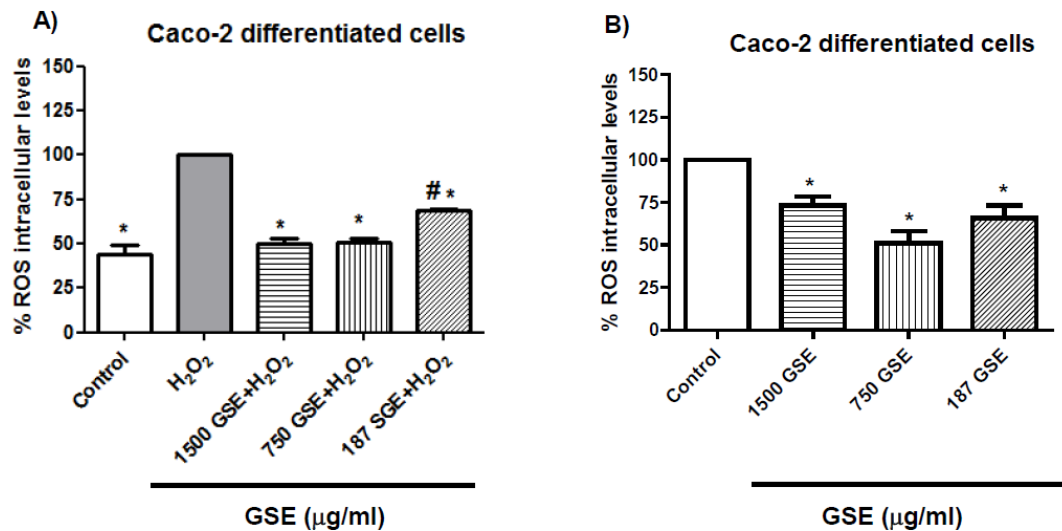 A)
Caco-2 differentiated cells
% ROS intracellular levels
150
125
100
75
50
25
0
*
*
*
# *
Control
H₂O₂
1500 GSE+H₂O₂
750 GSE+H₂O₂
187 SGE+H₂O₂
GSE (µg/ml)
B)
Caco-2 differentiated cells
% ROS intracellular levels
150
125
100
75
50
25
0
*
*
*
Control
1500 GSE
750 GSE
187 GSE
GSE (µg/ml)